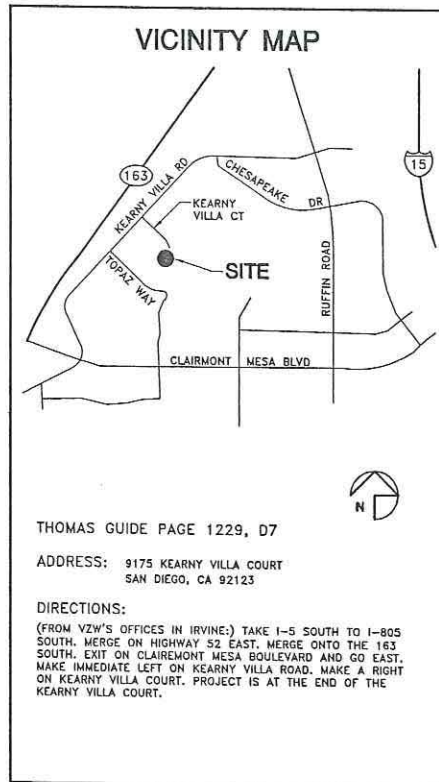 VICINITY MAP
163
KEARNY VILLA RD
CHESAPEAKE
DR
15
KEARNY
VILLA CT
TOPAZ WAY
SITE
RUFFIN ROAD
CLAIRMONT MESA BLVD
N
THOMAS GUIDE PAGE 1229, D7
ADDRESS: 9175 KEARNY VILLA COURT
SAN DIEGO, CA 92123
DIRECTIONS:
(FROM VZW'S OFFICES IN IRVINE:) TAKE I-5 SOUTH TO I-805
SOUTH. MERGE ON HIGHWAY 52 EAST. MERGE ONTO THE 163
SOUTH. EXIT ON CLAIREMONT MESA BOULEVARD AND GO EAST.
MAKE IMMEDIATE LEFT ON KEARNY VILLA ROAD. MAKE A RIGHT
ON KEARNY VILLA COURT. PROJECT IS AT THE END OF THE
KEARNY VILLA COURT.